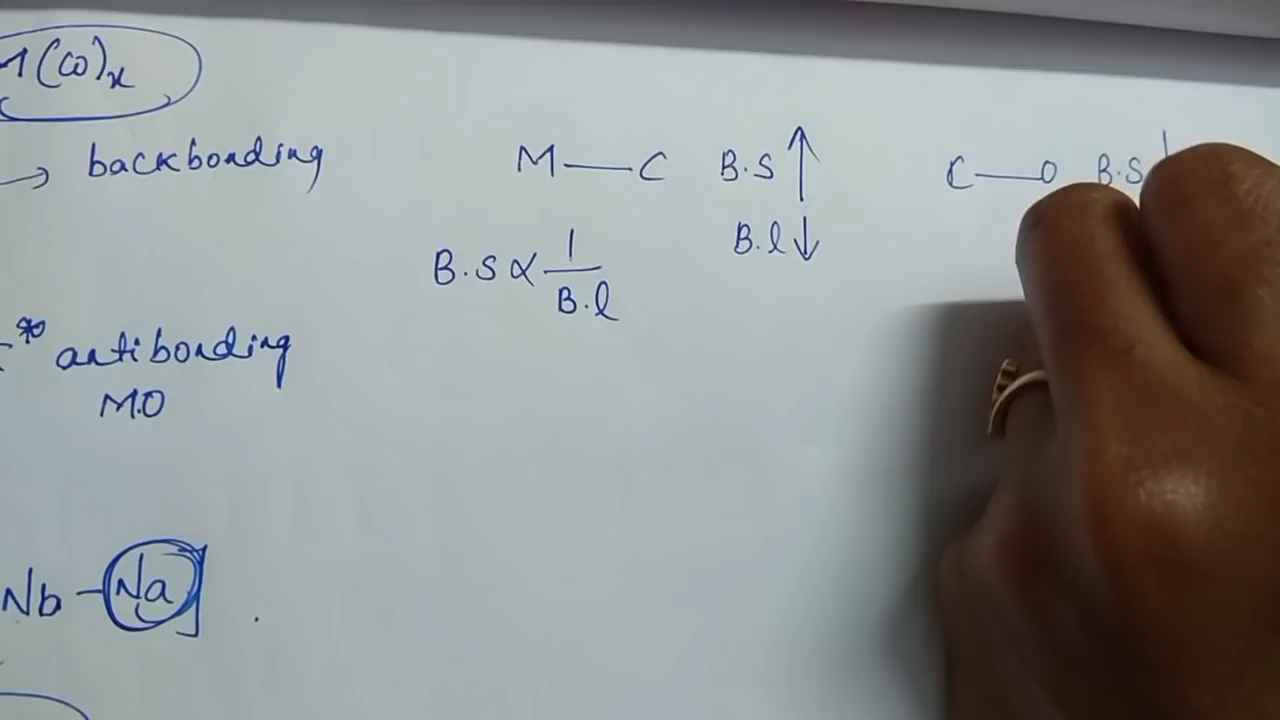 M(CO)x
→ backbonding
M—C B.S↑
B.l↓
C—O B.S
B.S ∝ 1/B.l
* antibonding
M.O
Nb - Na]